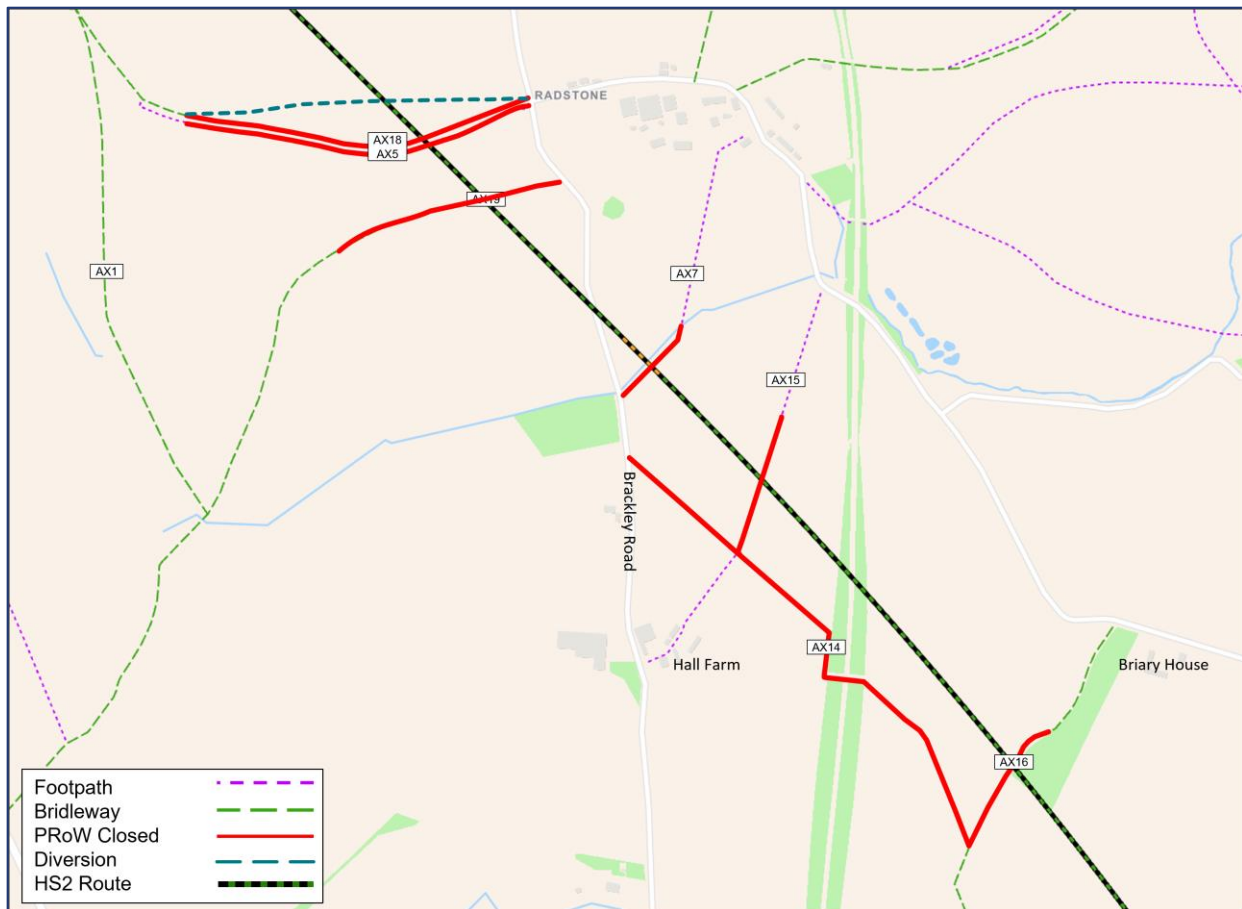 RADSTONE
AX18
AX5
AX19
AX1
AX7
AX15
Brackley Road
AX14
Hall Farm
Briary House
AX16
Footpath
Bridleway
PRoW Closed
Diversion
HS2 Route